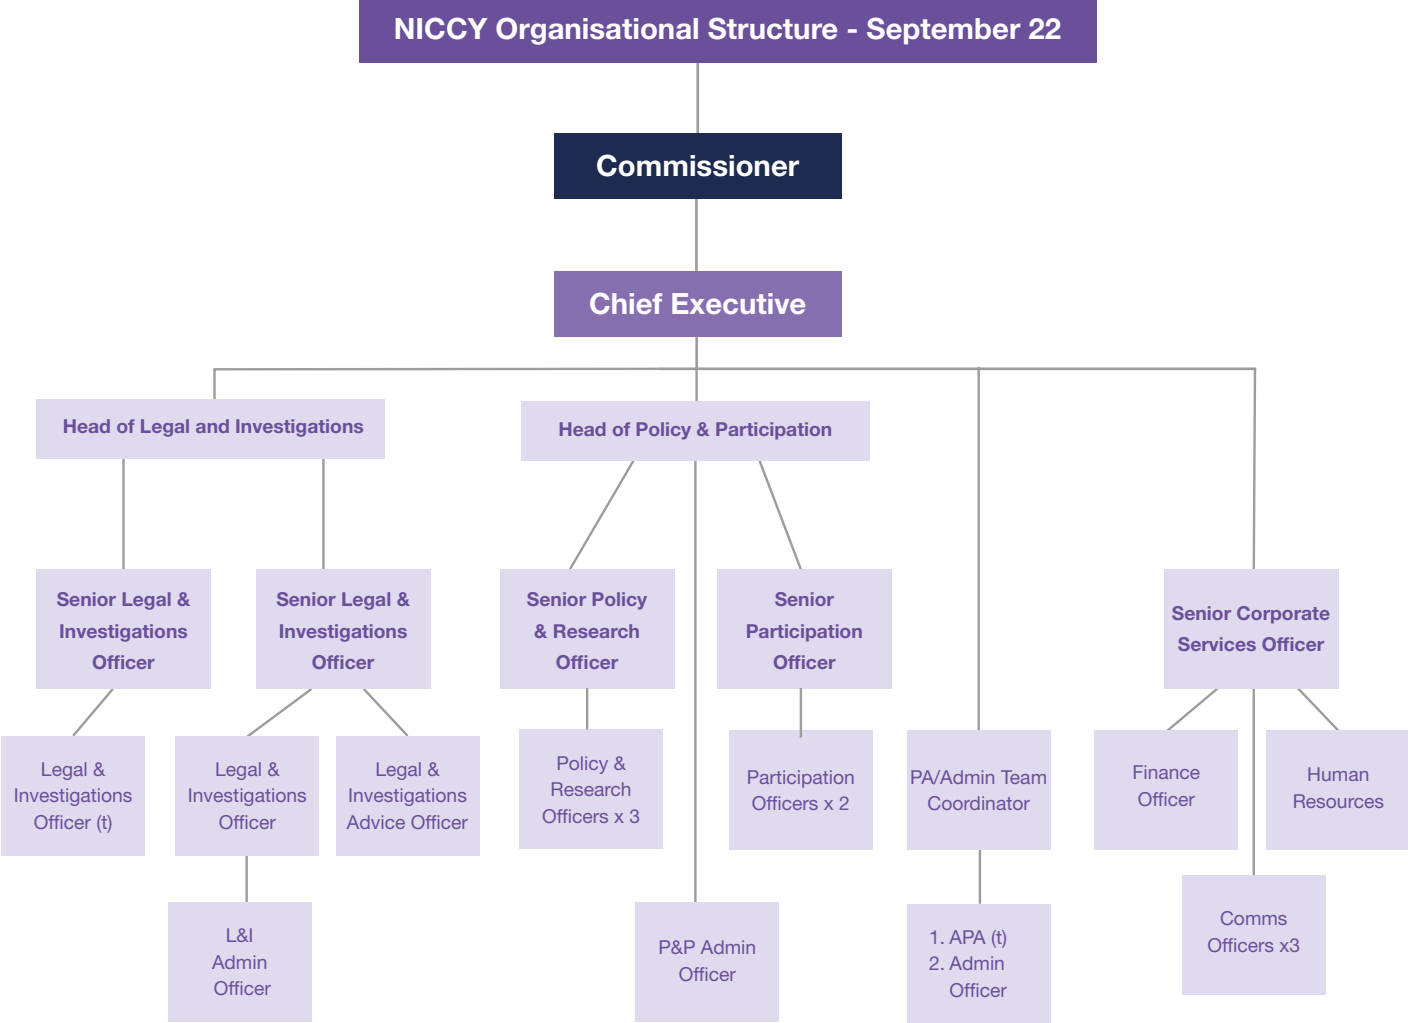 NICCY Organisational Structure - September 22
Commissioner
Chief Executive
Head of Legal and Investigations
Head of Policy & Participation
Senior Legal &
Investigations
Officer
Senior Legal &
Investigations
Officer
Senior Policy
& Research
Officer
Senior
Participation
Officer
Senior Corporate
Services Officer
Legal &
Investigations
Officer (t)
Legal &
Investigations
Officer
Legal &
Investigations
Advice Officer
Policy &
Research
Officers x 3
Participation
Officers x 2
PA/Admin Team
Coordinator
Finance
Officer
Human
Resources
L&I
Admin
Officer
P&P Admin
Officer
1. APA (t)
2. Admin
Officer
Comms
Officers x3